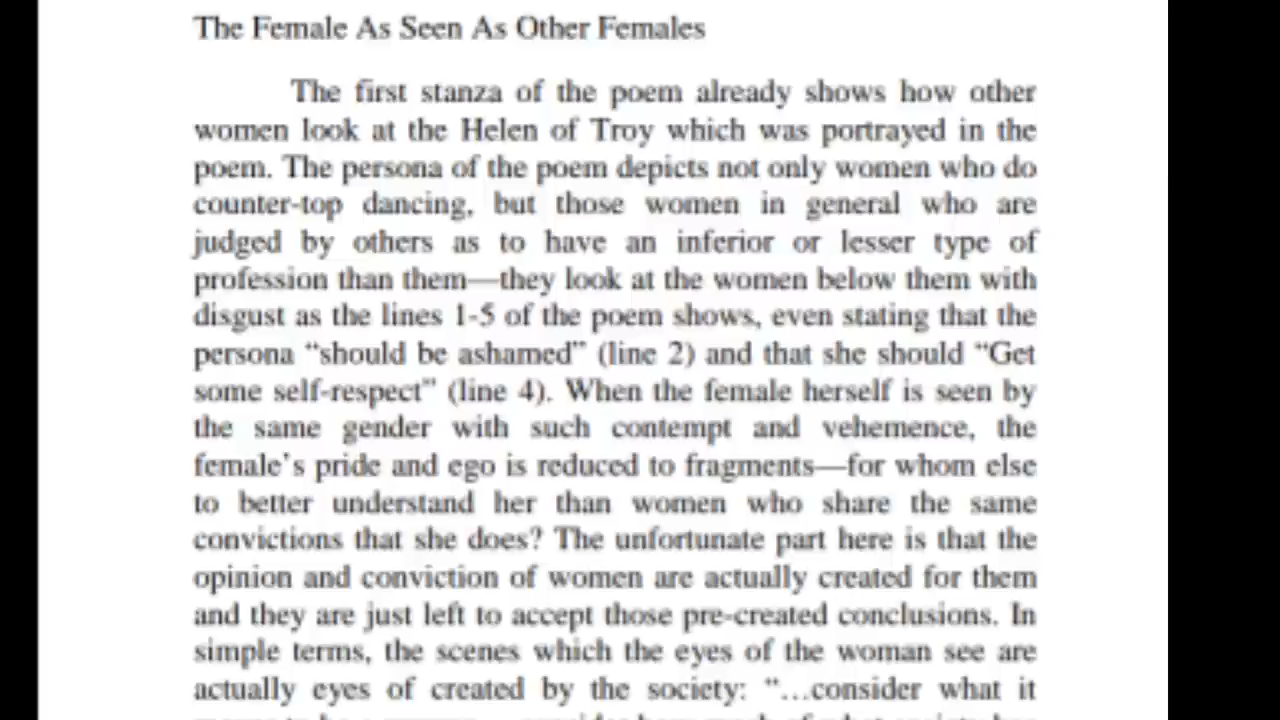 The Female As Seen As Other Females
The first stanza of the poem already shows how other
women look at the Helen of Troy which was portrayed in the
poem. The persona of the poem depicts not only women who do
counter-top dancing, but those women in general who are
judged by others as to have an inferior or lesser type of
profession than them—they look at the women below them with
disgust as the lines 1-5 of the poem shows, even stating that the
persona “should be ashamed” (line 2) and that she should “Get
some self-respect” (line 4). When the female herself is seen by
the same gender with such contempt and vehemence, the
female’s pride and ego is reduced to fragments—for whom else
to better understand her than women who share the same
convictions that she does? The unfortunate part here is that the
opinion and conviction of women are actually created for them
and they are just left to accept those pre-created conclusions. In
simple terms, the scenes which the eyes of the woman see are
actually eyes of created by the society: “…consider what it